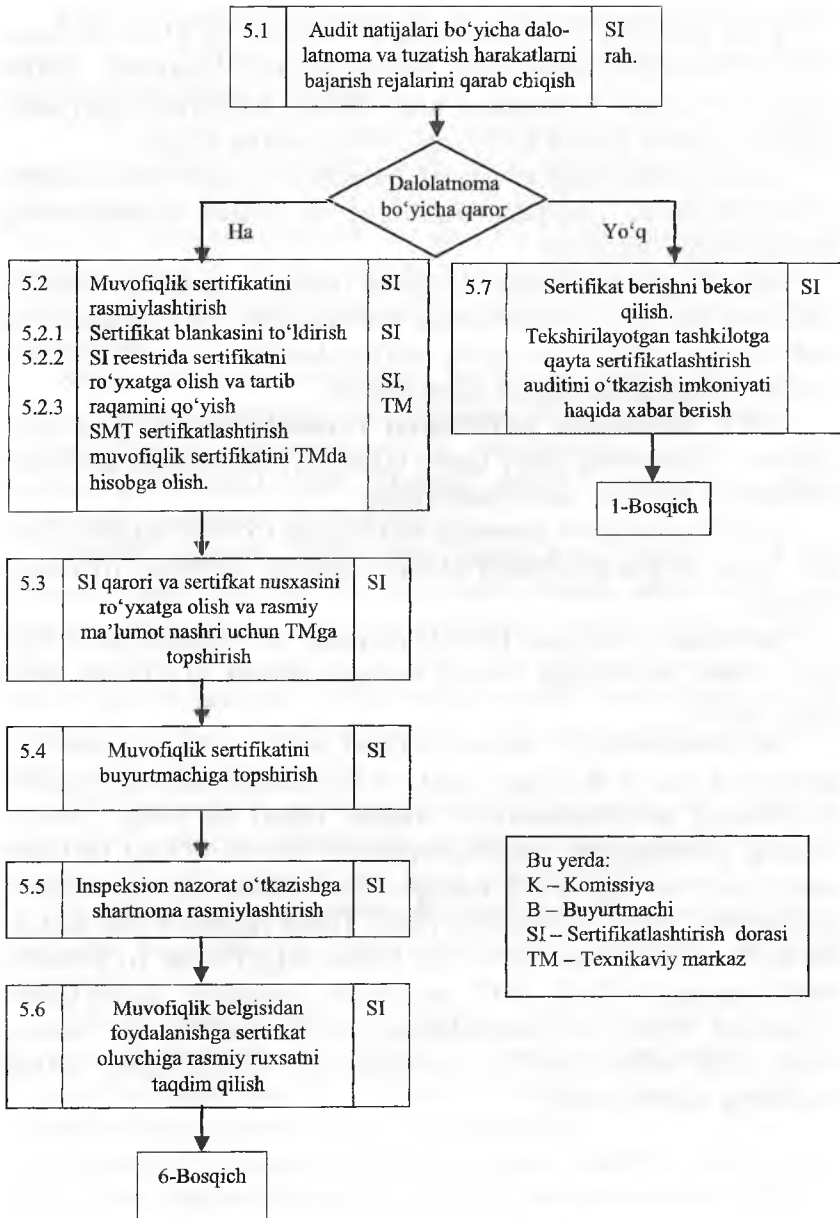 5.1 Audit natijalari bo‘yicha dalo- SI
latnoma va tuzatish harakatlarni rah.
bajarish rejalarini qarab chiqish
Dalolatnoma
bo‘yicha qaror
Ha
Yo‘q
5.2 Muvofiqlik sertifikatini SI
rasmiylashtirish
5.2.1 Sertifikat blankasini to‘ldirish SI
5.2.2 SI reestrida sertifikatni
ro‘yxatga olish va tartib SI,
5.2.3 raqamini qo‘yish TM
SMT sertifkatlashtirish
muvofiqlik sertifikatini TMda
hisobga olish.
5.7 Sertifikat berishni bekor SI
qilish.
Tekshirilayotgan tashkilotga
qayta sertifikatlashtirish
auditini o‘tkazish imkoniyati
haqida xabar berish
1-Bosqich
5.3 SI qarori va sertifkat nusxasini SI
ro‘yxatga olish va rasmiy
ma’lumot nashri uchun TMga
topshirish
5.4 Muvofiqlik sertifikatini SI
buyurtmachiga topshirish
5.5 Inspeksion nazorat o‘tkazishga SI
shartnoma rasmiylashtirish
Bu yerda:
K – Komissiya
B – Buyurtmachi
SI – Sertifikatlashtirish dorasi
TM – Texnikaviy markaz
5.6 Muvofiqlik belgisidan SI
foydalanishga sertifkat
oluvchiga rasmiy ruxsatni
taqdim qilish
6-Bosqich